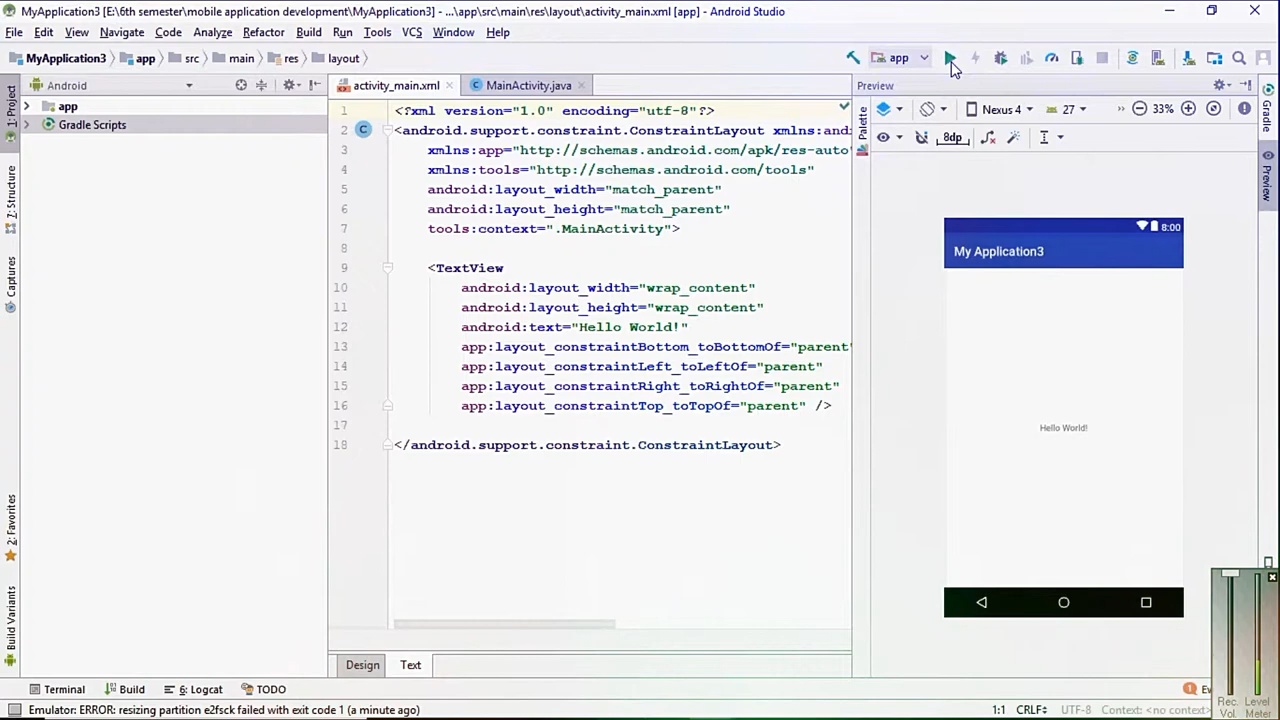 MyApplication3 [E:\6th semester\mobile application development\MyApplication3] - ...\app\src\main\res\layout\activity_main.xml [app] - Android Studio
File Edit View Navigate Code Analyze Refactor Build Run Tools VCS Window Help
MyApplication3 app src main res layout
app
1: Project
Z: Structure
Captures
2: Favorites
Build Variants
Android
app
Gradle Scripts
activity_main.xml MainActivity.java
1 <?xml version="1.0" encoding="utf-8"?>
2 <android.support.constraint.ConstraintLayout xmlns:and
3 xmlns:app="http://schemas.android.com/apk/res-auto"
4 xmlns:tools="http://schemas.android.com/tools"
5 android:layout_width="match_parent"
6 android:layout_height="match_parent"
7 tools:context=".MainActivity">
8
9 <TextView
10 android:layout_width="wrap_content"
11 android:layout_height="wrap_content"
12 android:text="Hello World!"
13 app:layout_constraintBottom_toBottomOf="parent"
14 app:layout_constraintLeft_toLeftOf="parent"
15 app:layout_constraintRight_toRightOf="parent"
16 app:layout_constraintTop_toTopOf="parent" />
17
18 </android.support.constraint.ConstraintLayout>
Design Text
Palette
Preview
Nexus 4 27 33%
8dp
8:00
My Application3
Hello World!
Gradle
Preview
Terminal Build 6: Logcat TODO
Ev
Emulator: ERROR: resizing partition e2fsck failed with exit code 1 (a minute ago)
1:1 CRLF UTF-8 Context: <no context>
Rec. Vol
Level Meter